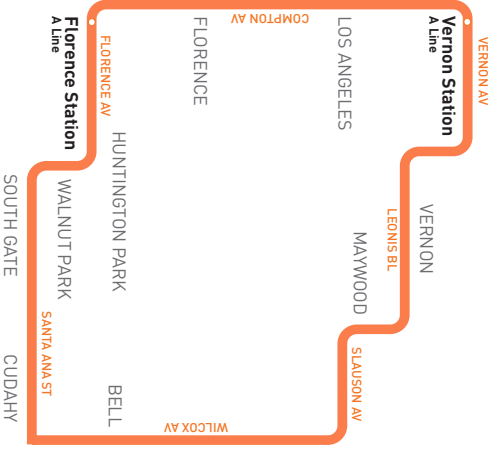 VERNON AV
Vernon Station
A Line
LOS ANGELES
COMPTON AV
FLORENCE
FLORENCE AV
Florence Station
A Line
VERNON
LEONIS BL
MAYWOOD
HUNTINGTON PARK
WALNUT PARK
SOUTH GATE
SLAUSON AV
WILCOX AV
BELL
SANTA ANA ST
CUDAHY